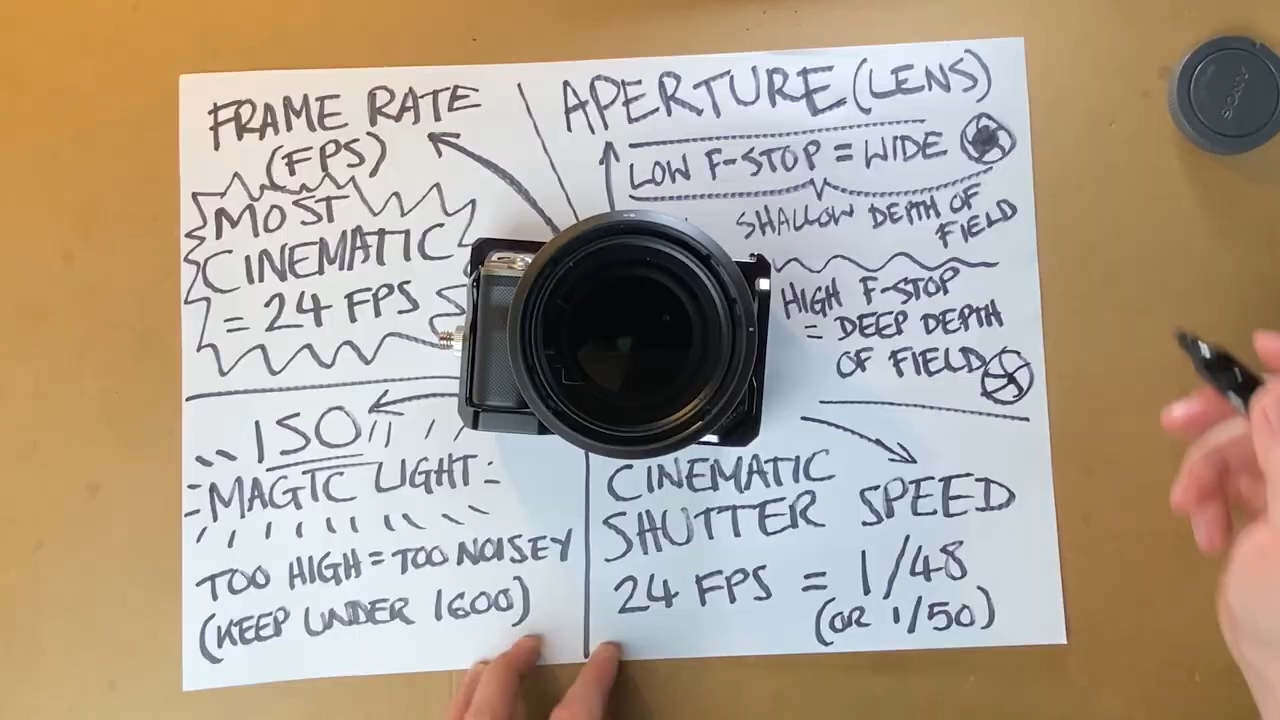 FRAME RATE
(FPS)
MOST
CINEMATIC
= 24 FPS
APERTURE (LENS)
LOW F-STOP = WIDE
SHALLOW DEPTH OF
FIELD
HIGH F-STOP
= DEEP DEPTH
OF FIELD
ISO
MAGIC LIGHT
TOO HIGH = TOO NOISEY
(KEEP UNDER 1600)
CINEMATIC
SHUTTER SPEED
24 FPS = 1/48
(OR 1/50)
SONY